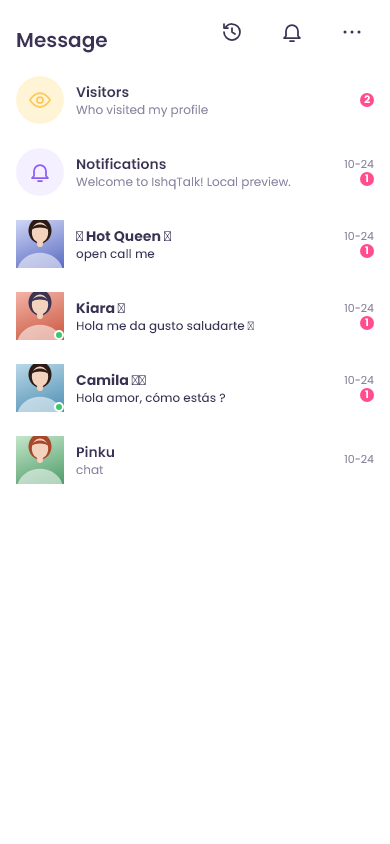 Message
Visitors
Who visited my profile
2
Notifications
10-24
Welcome to IshqTalk! Local preview.
1
Hot Queen
10-24
open call me
1
Kiara
10-24
Hola me da gusto saludarte
1
Camila
10-24
Hola amor, cómo estás ?
1
Pinku
10-24
chat